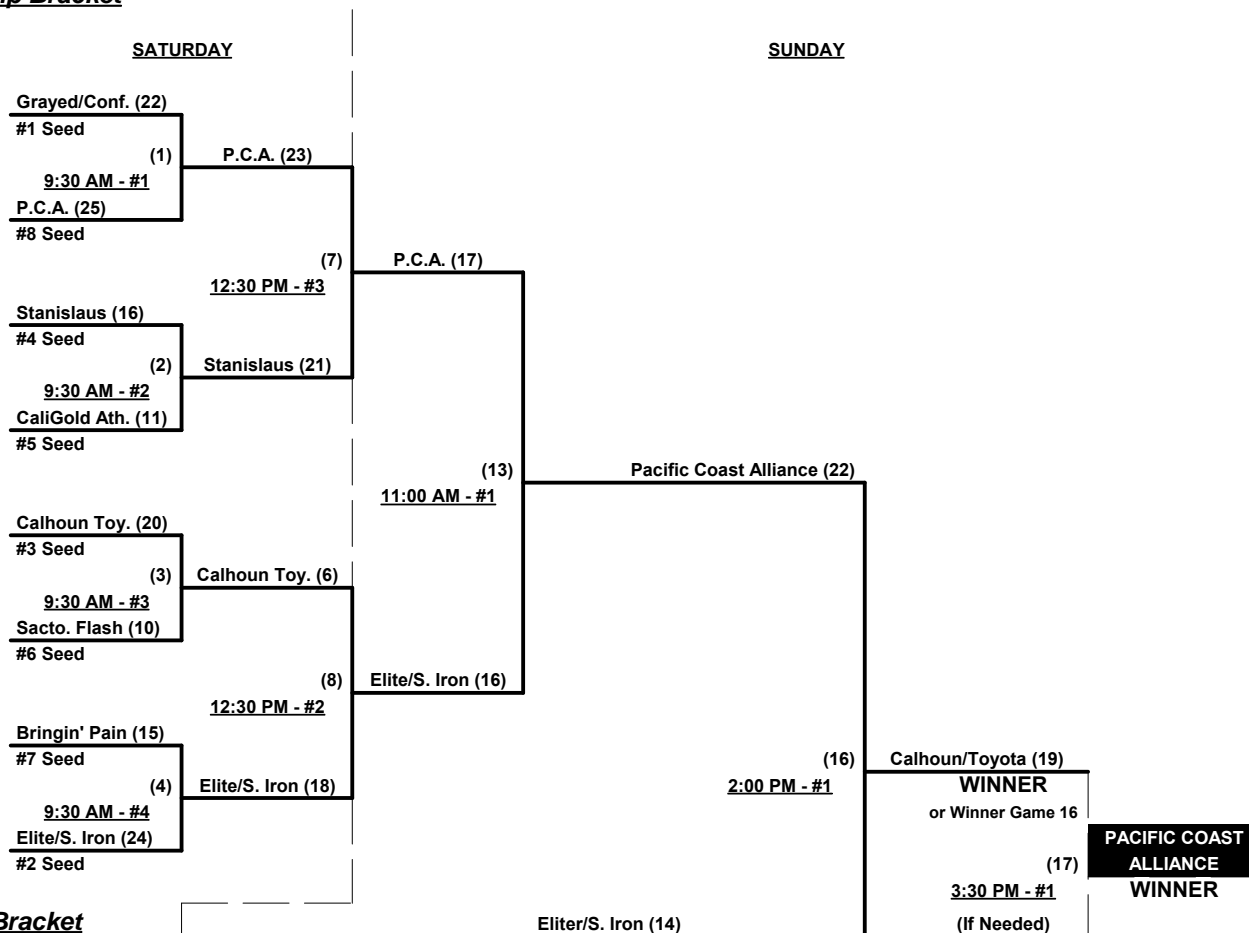 Bracket
SATURDAY
SUNDAY
Grayed/Conf. (22)
#1 Seed
(1)
P.C.A. (23)
9:30 AM - #1
P.C.A. (25)
#8 Seed
(7)
P.C.A. (17)
12:30 PM - #3
Stanislaus (16)
#4 Seed
(2)
Stanislaus (21)
9:30 AM - #2
CaliGold Ath. (11)
#5 Seed
(13)
Pacific Coast Alliance (22)
11:00 AM - #1
Calhoun Toy. (20)
#3 Seed
(3)
Calhoun Toy. (6)
9:30 AM - #3
Sacto. Flash (10)
#6 Seed
(8)
Elite/S. Iron (16)
12:30 PM - #2
Bringin' Pain (15)
#7 Seed
(4)
Elite/S. Iron (18)
9:30 AM - #4
Elite/S. Iron (24)
#2 Seed
(16)
Calhoun/Toyota (19)
2:00 PM - #1
WINNER
or Winner Game 16
PACIFIC COAST
ALLIANCE
(17)
WINNER
3:30 PM - #1
(If Needed)
Bracket
Eliter/S. Iron (14)